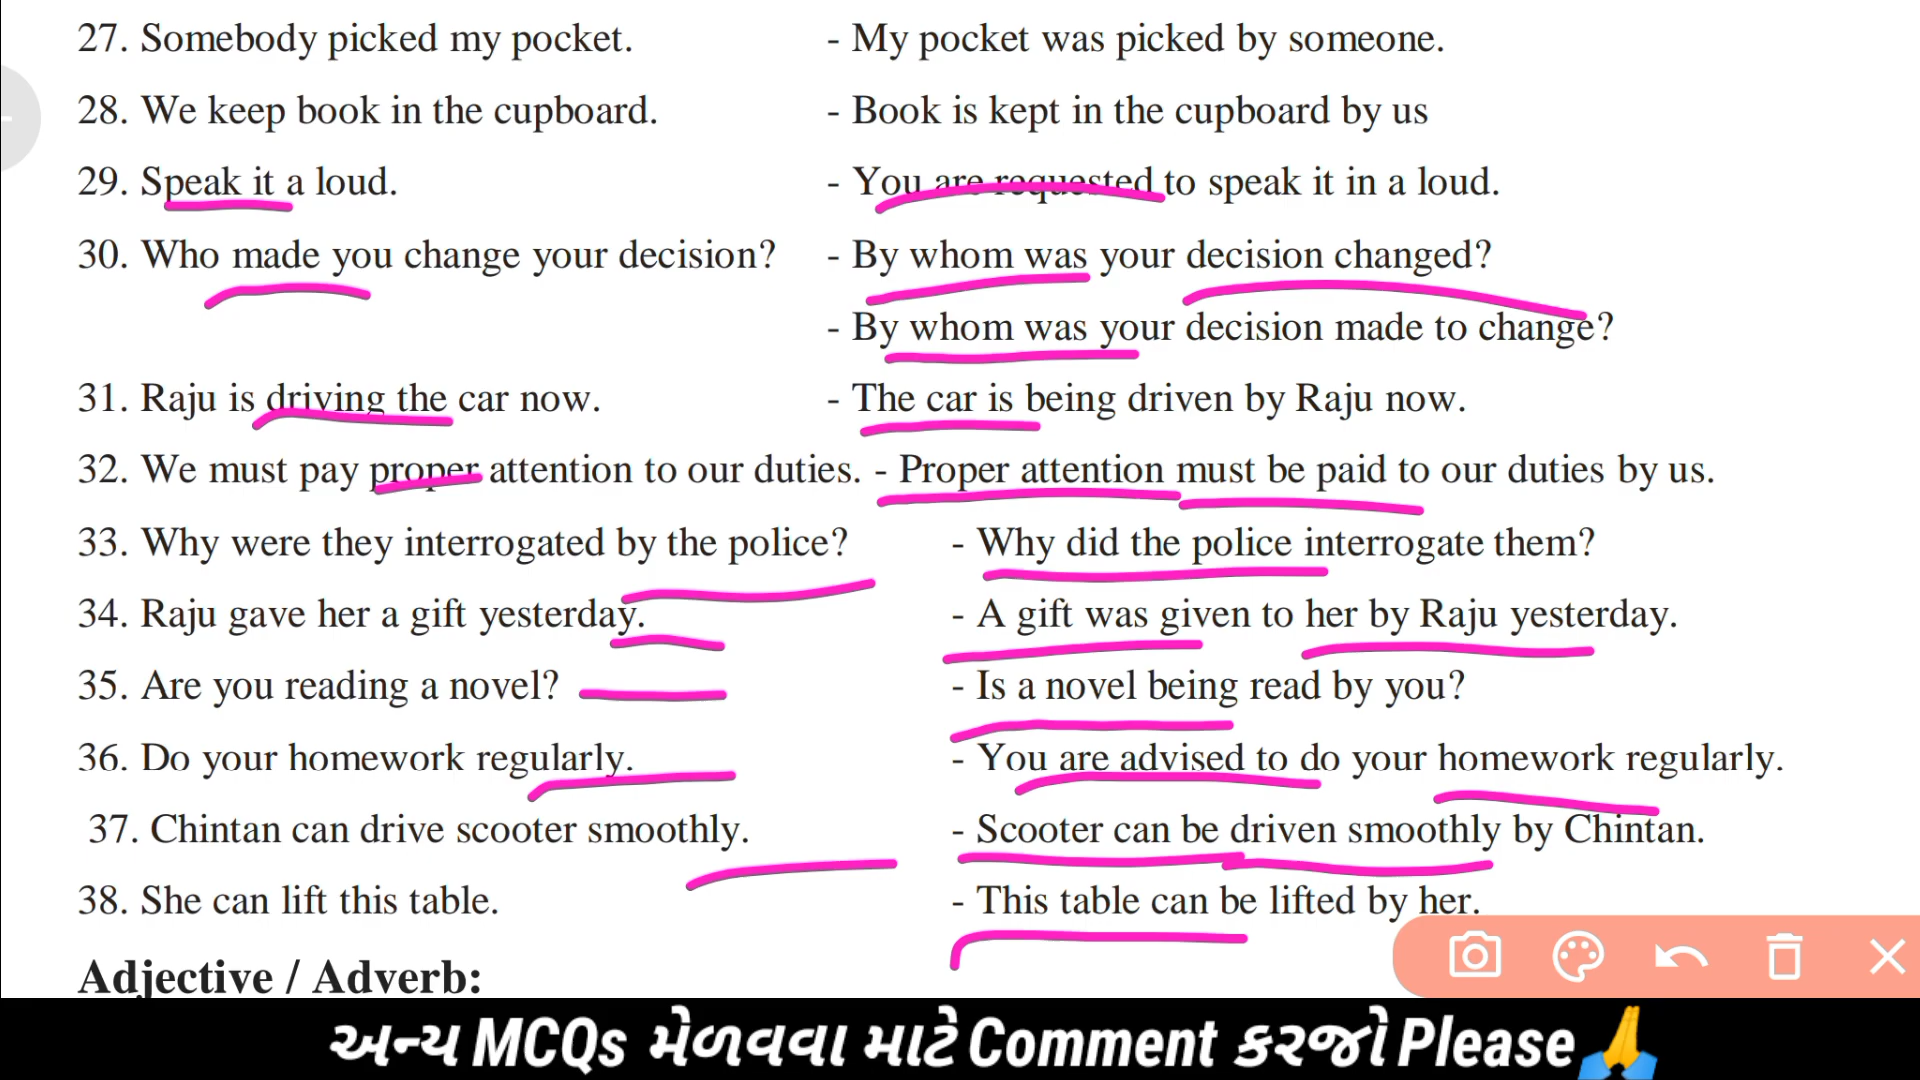 27. Somebody picked my pocket. - My pocket was picked by someone.
28. We keep book in the cupboard. - Book is kept in the cupboard by us
29. Speak it a loud. - You are requested to speak it in a loud.
30. Who made you change your decision? - By whom was your decision changed?
- By whom was your decision made to change?
31. Raju is driving the car now. - The car is being driven by Raju now.
32. We must pay proper attention to our duties. - Proper attention must be paid to our duties by us.
33. Why were they interrogated by the police? - Why did the police interrogate them?
34. Raju gave her a gift yesterday. - A gift was given to her by Raju yesterday.
35. Are you reading a novel? - Is a novel being read by you?
36. Do your homework regularly. - You are advised to do your homework regularly.
37. Chintan can drive scooter smoothly. - Scooter can be driven smoothly by Chintan.
38. She can lift this table. - This table can be lifted by her.
Adjective / Adverb:
અન્ય MCQs મેળવવા માટે Comment કરજો Please🙏